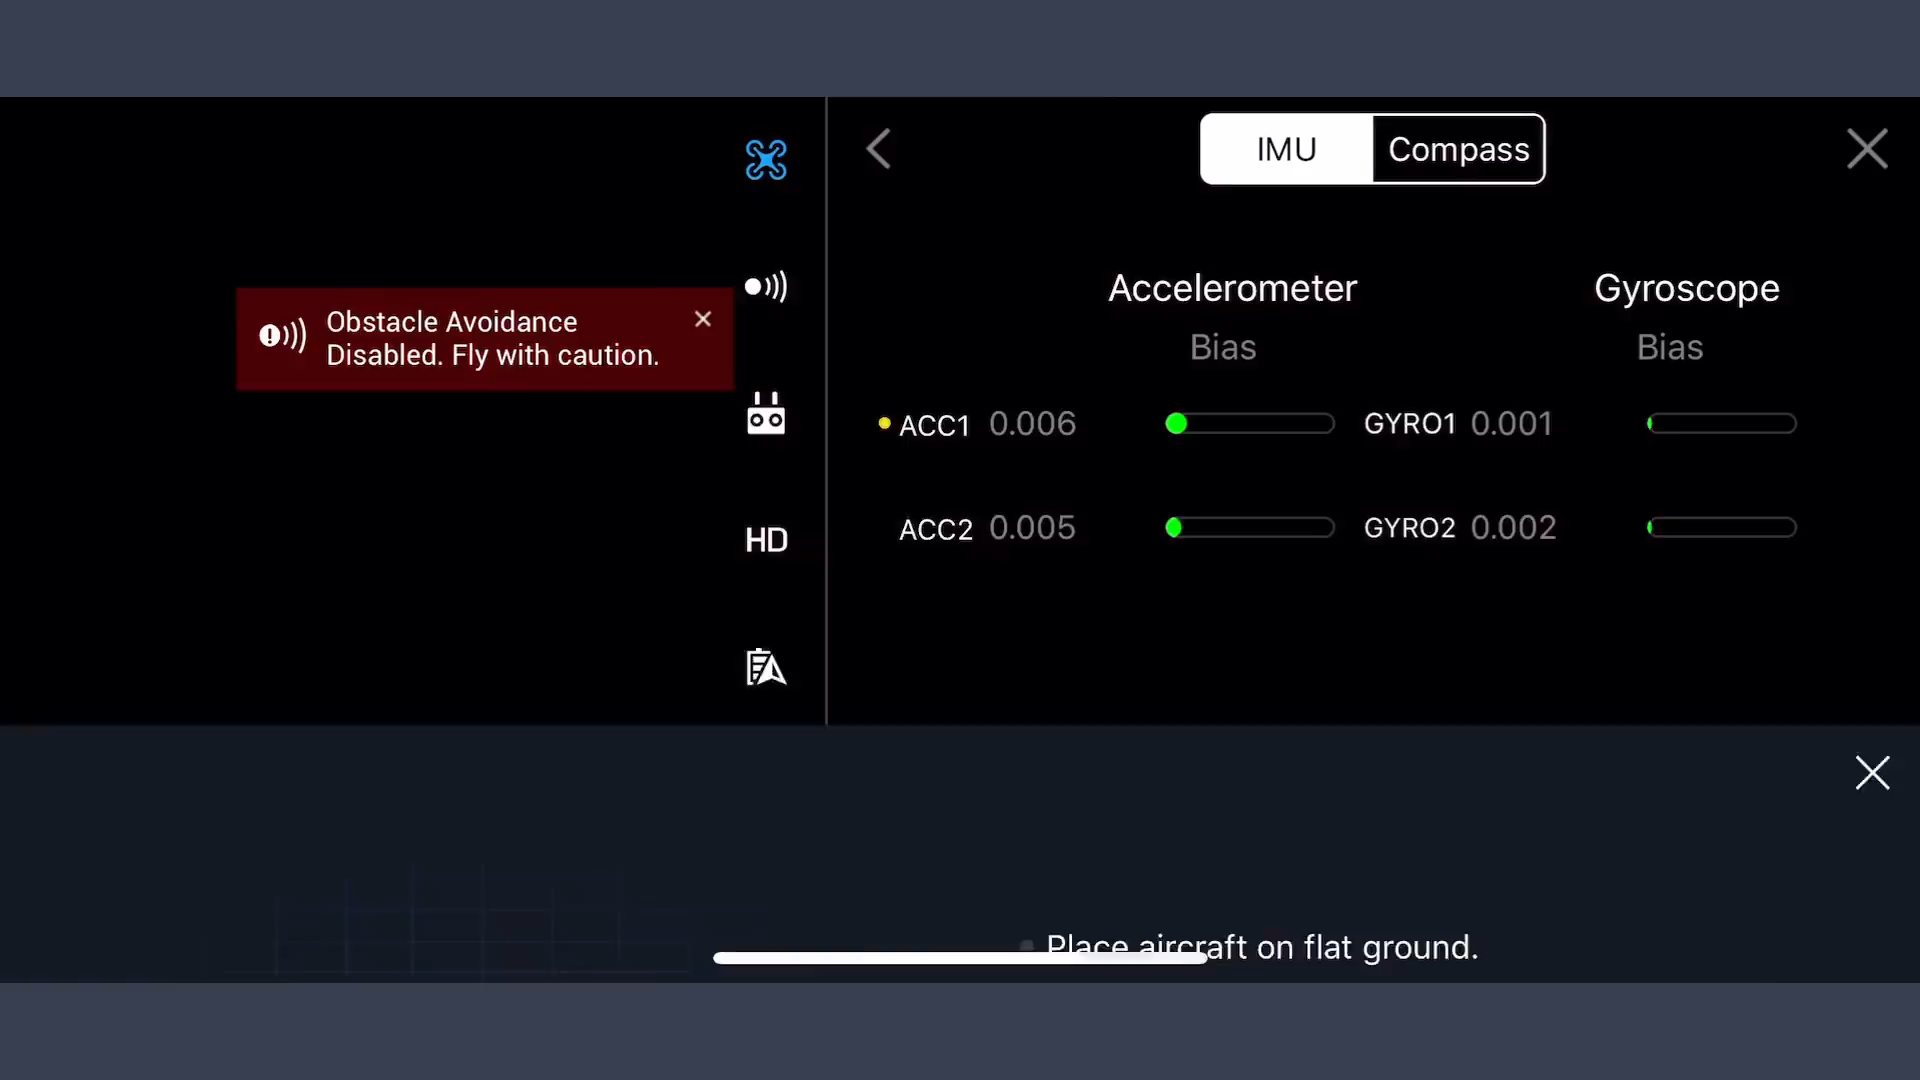 IMU
Compass
Obstacle Avoidance
Disabled. Fly with caution.
Accelerometer
Gyroscope
Bias
Bias
ACC1 0.006
GYRO1 0.001
ACC2 0.005
GYRO2 0.002
HD
Place aircraft on flat ground.